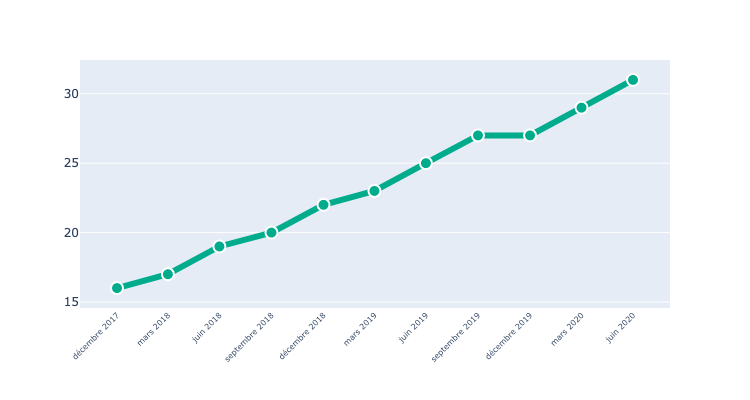 30
25
20
15
décembre 2017
mars 2018
juin 2018
septembre 2018
décembre 2018
mars 2019
juin 2019
septembre 2019
décembre 2019
mars 2020
juin 2020